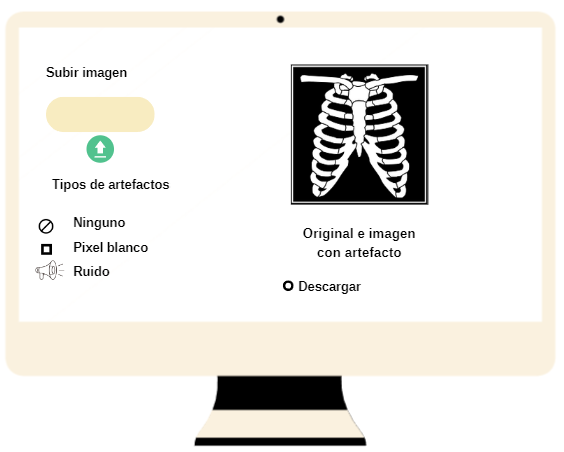 Subir imagen
Tipos de artefactos
Ninguno
Pixel blanco
Ruido
Original e imagen
con artefacto
Descargar